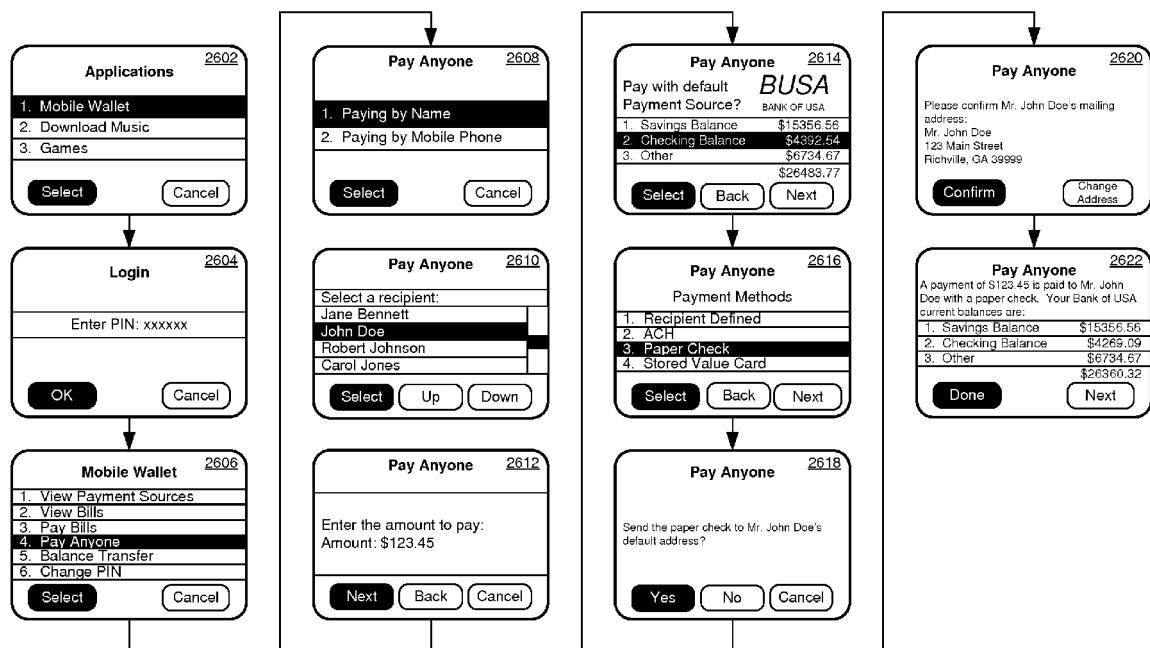 2602
Applications
1. Mobile Wallet
2. Download Music
3. Games
Select Cancel
2604
Login
Enter PIN: xxxxxx
OK Cancel
2606
Mobile Wallet
1. View Payment Sources
2. View Bills
3. Pay Bills
4. Pay Anyone
5. Balance Transfer
6. Change PIN
Select Cancel
2608
Pay Anyone
1. Paying by Name
2. Paying by Mobile Phone
Select Cancel
2610
Pay Anyone
Select a recipient:
Jane Bennett
John Doe
Robert Johnson
Carol Jones
Select Up Down
2612
Pay Anyone
Enter the amount to pay:
Amount: $123.45
Next Back Cancel
2614
Pay Anyone
Pay with default BUSA
Payment Source? BANK OF USA
1. Savings Balance $15356.56
2. Checking Balance $4392.54
3. Other $6734.67
$26483.77
Select Back Next
2616
Pay Anyone
Payment Methods
1. Recipient Defined
2. ACH
3. Paper Check
4. Stored Value Card
Select Back Next
2618
Pay Anyone
Send the paper check to Mr. John Doe's
default address?
Yes No Cancel
2620
Pay Anyone
Please confirm Mr. John Doe's mailing
address:
Mr. John Doe
123 Main Street
Richville, GA 39999
Confirm Change
Address
2622
Pay Anyone
A payment of $123.45 is paid to Mr. John
Doe with a paper check. Your Bank of USA
current balances are:
1. Savings Balance $15356.56
2. Checking Balance $4269.09
3. Other $6734.67
$26360.32
Done Next